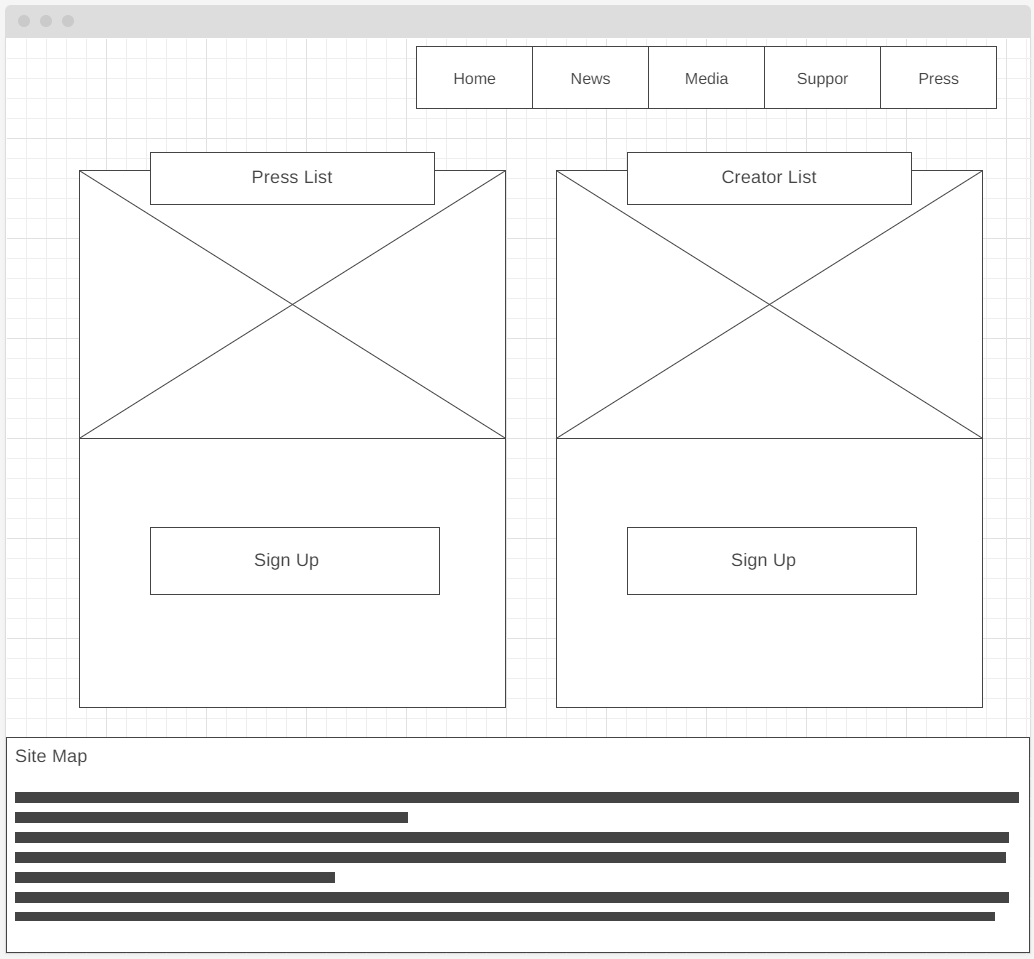 Home
News
Media
Suppor
Press
Press List
Creator List
Sign Up
Sign Up
Site Map